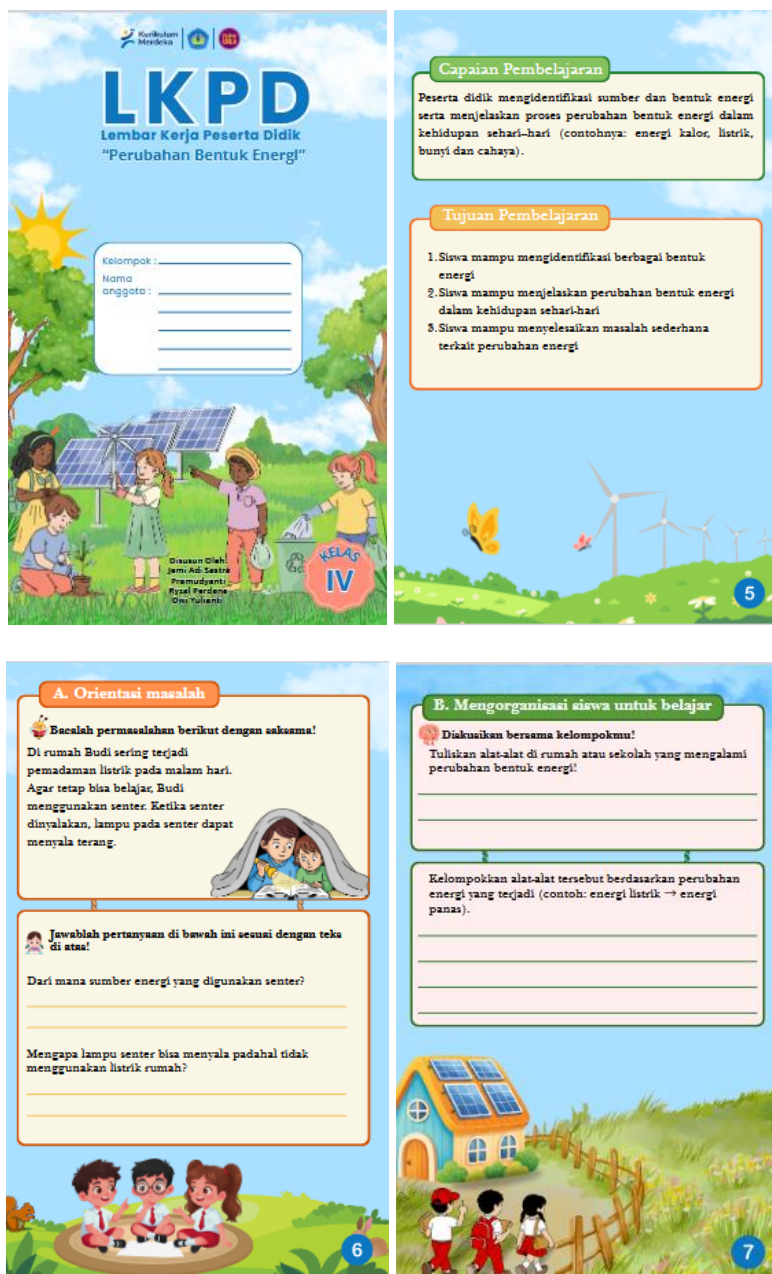 Kurikulum
Merdeka
LKPD
Lembar Kerja Peserta Didik
"Perubahan Bentuk EnergI"
Kelompok :
Nama
anggota :
Disusun Oleh:
Jemi Adi Sastra
Pramudyanti
Ryzal Perdana
Dwi Yulianti
KELAS
IV
Capaian Pembelajaran
Peserta didik mengidentifikasi sumber dan bentuk energi
serta menjelaskan proses perubahan bentuk energi dalam
kehidupan sehari–hari (contohnya: energi kalor, listrik,
bunyi dan cahaya).
Tujuan Pembelajaran
1. Siswa mampu mengidentifikasi berbagai bentuk
energi
2. Siswa mampu menjelaskan perubahan bentuk energi
dalam kehidupan sehari-hari
3. Siswa mampu menyelesaikan masalah sederhana
terkait perubahan energi
5
A. Orientasi masalah
Bacalah permasalahan berikut dengan saksama!
Di rumah Budi sering terjadi
pemadaman listrik pada malam hari.
Agar tetap bisa belajar, Budi
menggunakan senter. Ketika senter
dinyalakan, lampu pada senter dapat
menyala terang.
Jawablah pertanyaan di bawah ini sesuai dengan teks
di atas!
Dari mana sumber energi yang digunakan senter?
Mengapa lampu senter bisa menyala padahal tidak
menggunakan listrik rumah?
6
B. Mengorganisasi siswa untuk belajar
Diskusikan bersama kelompokmu!
Tuliskan alat-alat di rumah atau sekolah yang mengalami
perubahan bentuk energi!
Kelompokkan alat-alat tersebut berdasarkan perubahan
energi yang terjadi (contoh: energi listrik → energi
panas).
7